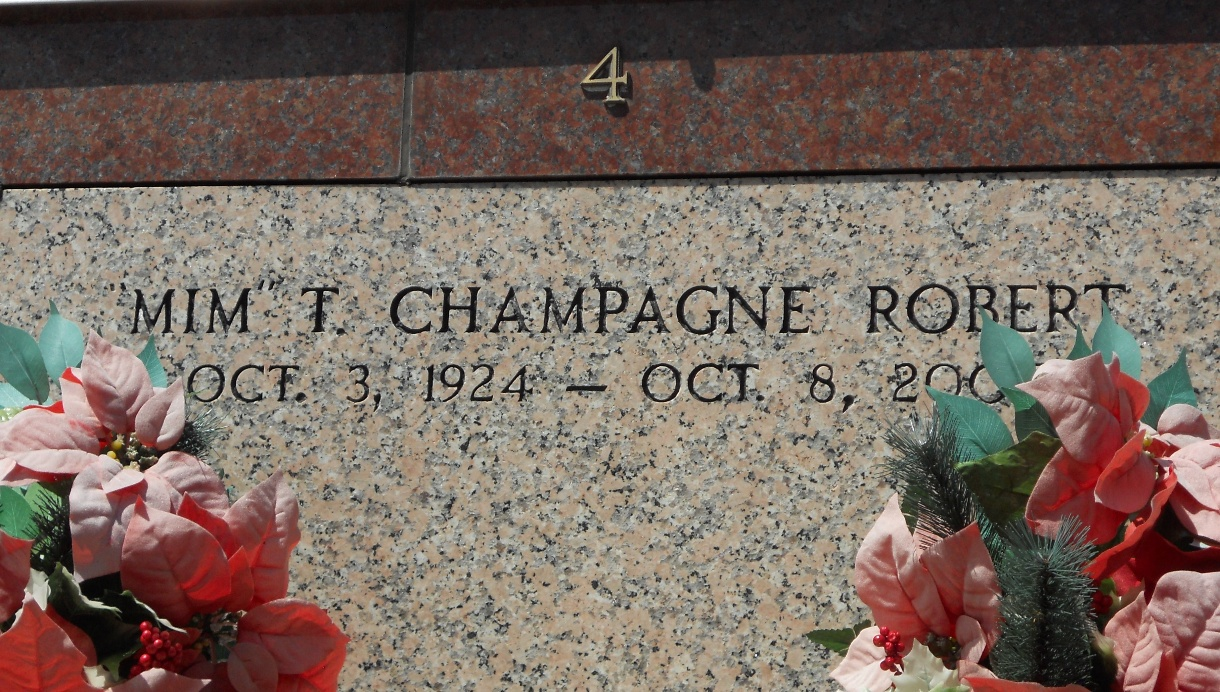 4
"MIM" T. CHAMPAGNE ROBERT
OCT. 3, 1924 — OCT. 8,